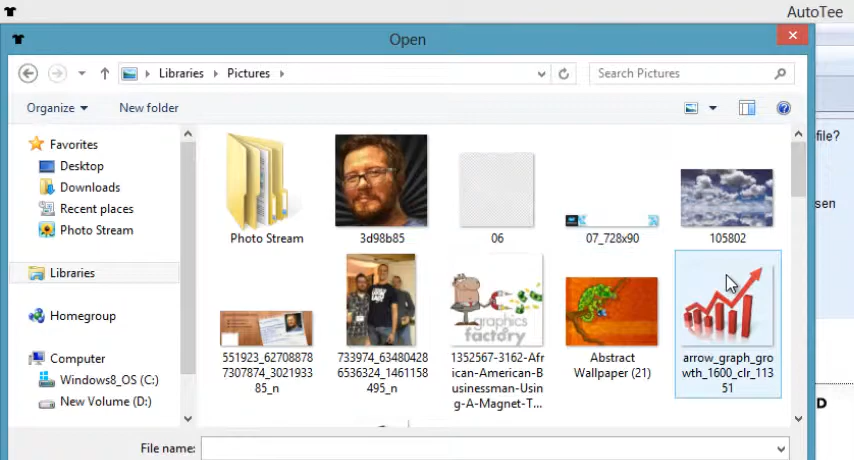 AutoTee
Open
Libraries
Pictures
Search Pictures
Organize
New folder
file?
sen
D
Favorites
Desktop
Downloads
Recent places
Photo Stream
Libraries
Homegroup
Computer
Windows8_OS (C:)
New Volume (D:)
Photo Stream
3d98b85
06
07_728x90
105802
graphics
factory
551923_62708878
7307874_3021933
85_n
733974_63480428
6536324_1461158
495_n
1352567-3162-Afr
ican-American-B
usinessman-Usin
g-A-Magnet-T...
Abstract
Wallpaper (21)
arrow_graph_gro
wth_1600_clr_113
51
File name: